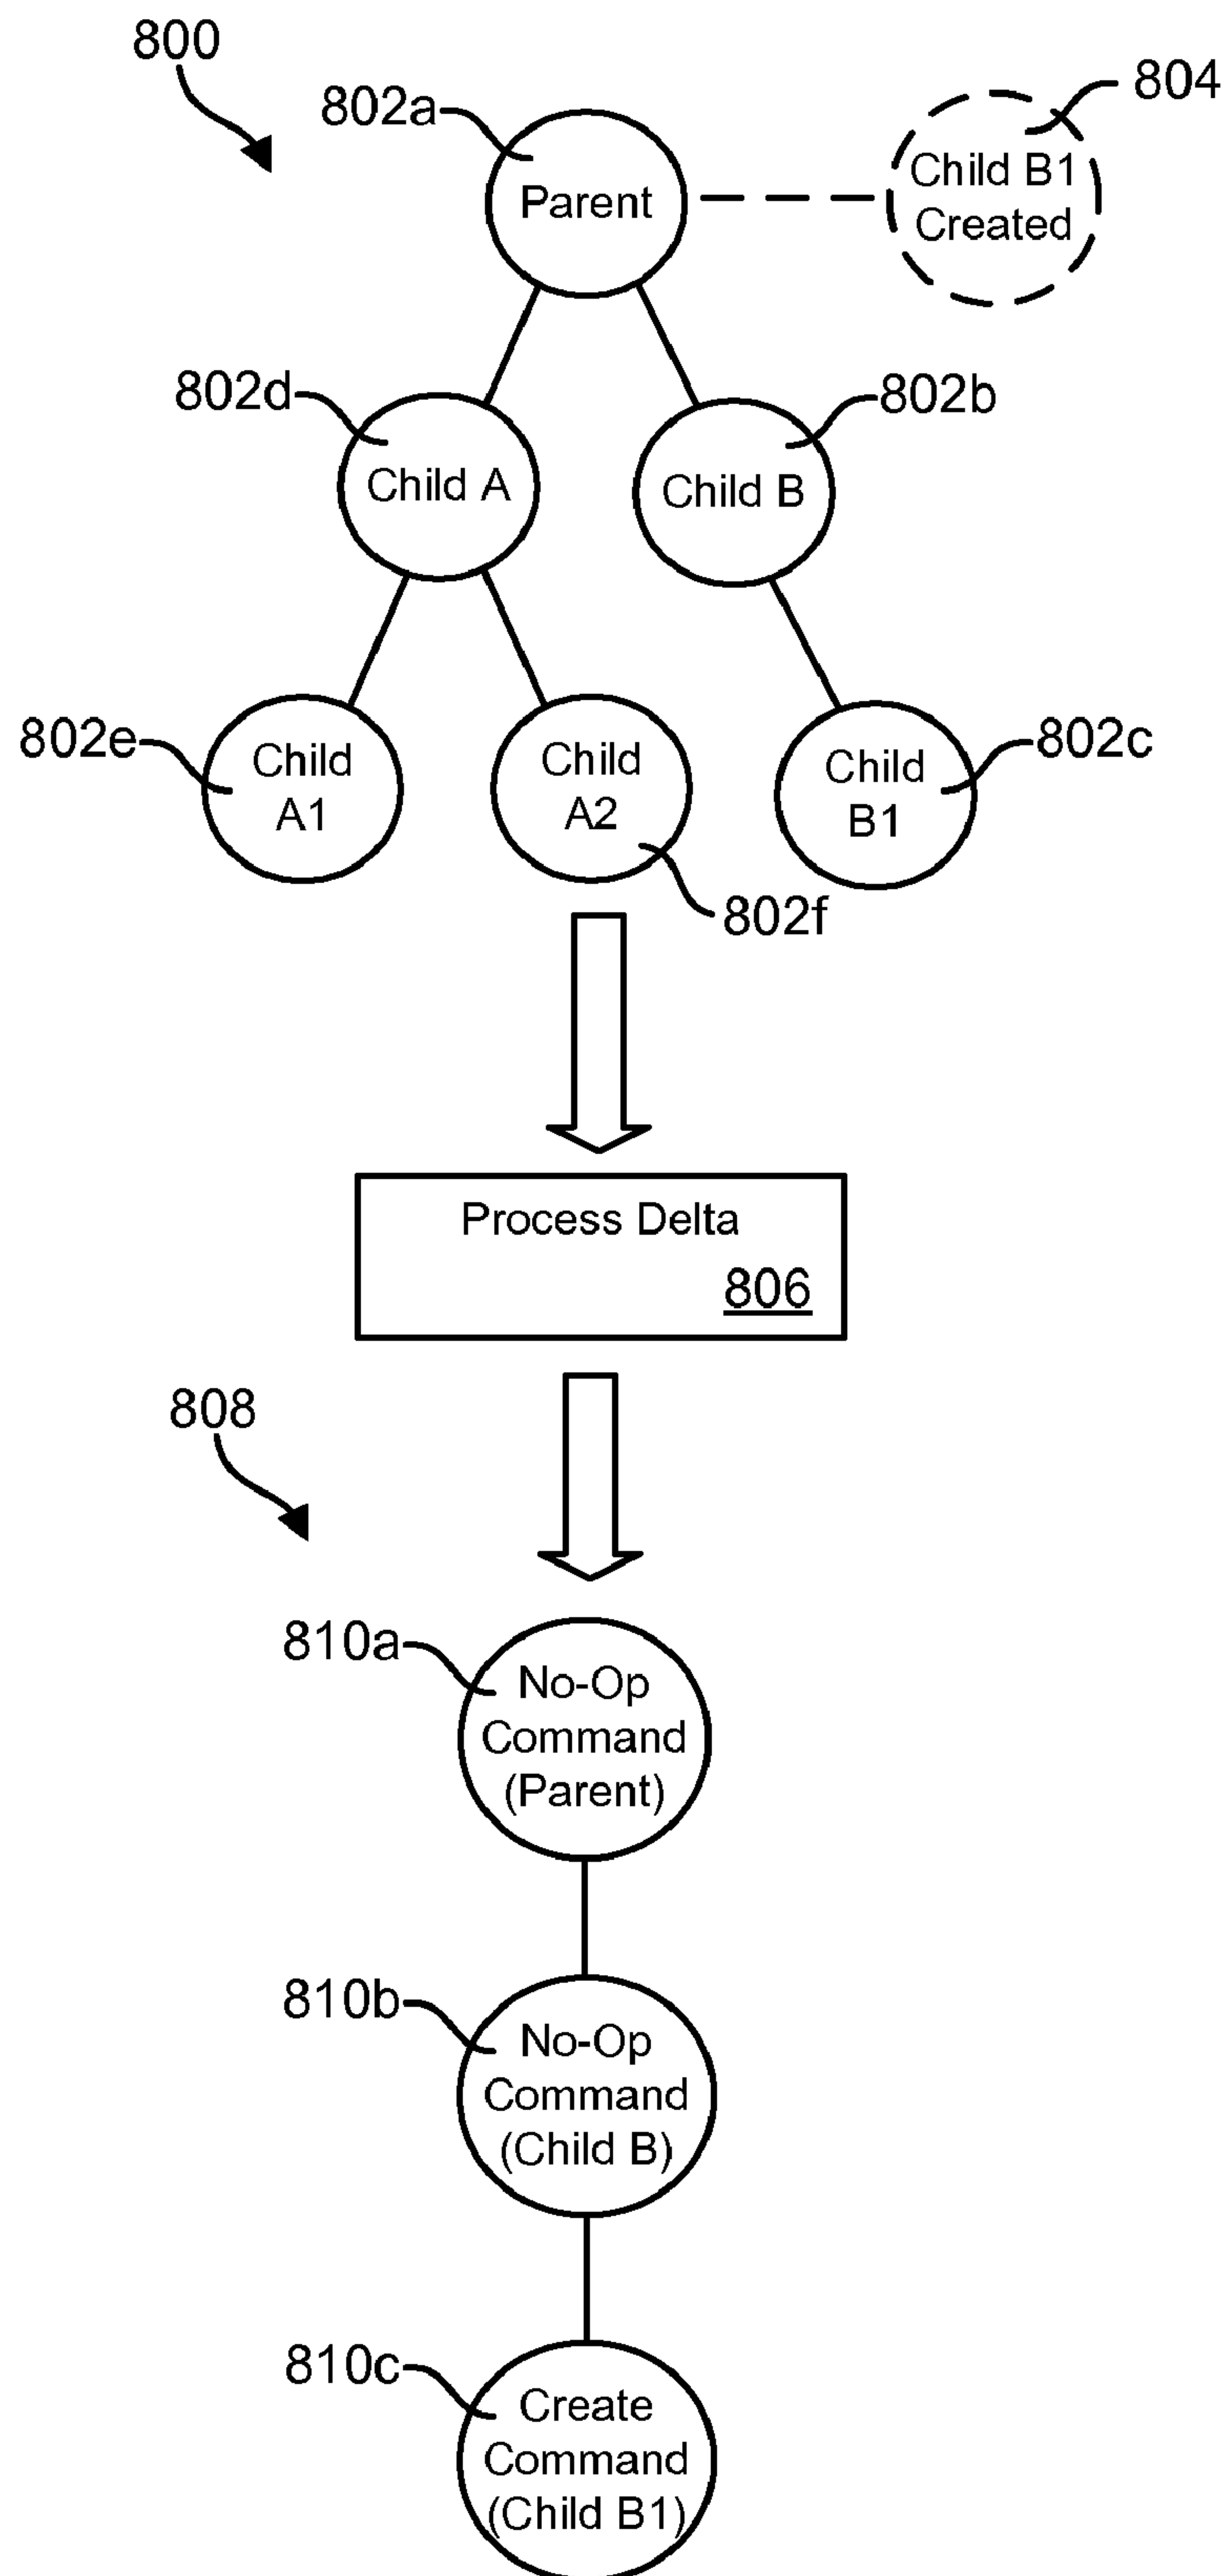 800
804
802a
Parent
Child B1
Created
802d
802b
Child A
Child B
802e
Child
A1
Child
A2
Child
B1
802c
802f
Process Delta
806
808
810a
No-Op
Command
(Parent)
810b
No-Op
Command
(Child B)
810c
Create
Command
(Child B1)